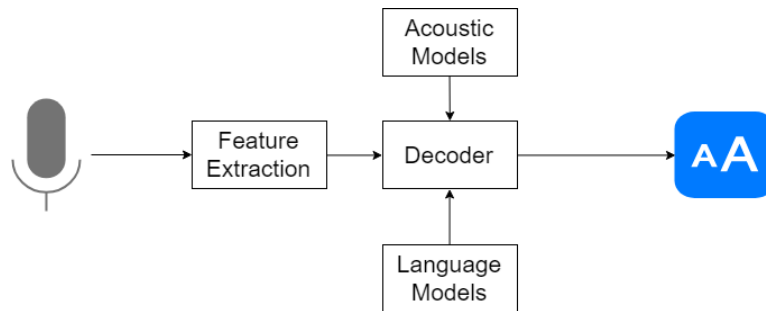 Acoustic
Models
Feature
Extraction
Decoder
AA
Language
Models